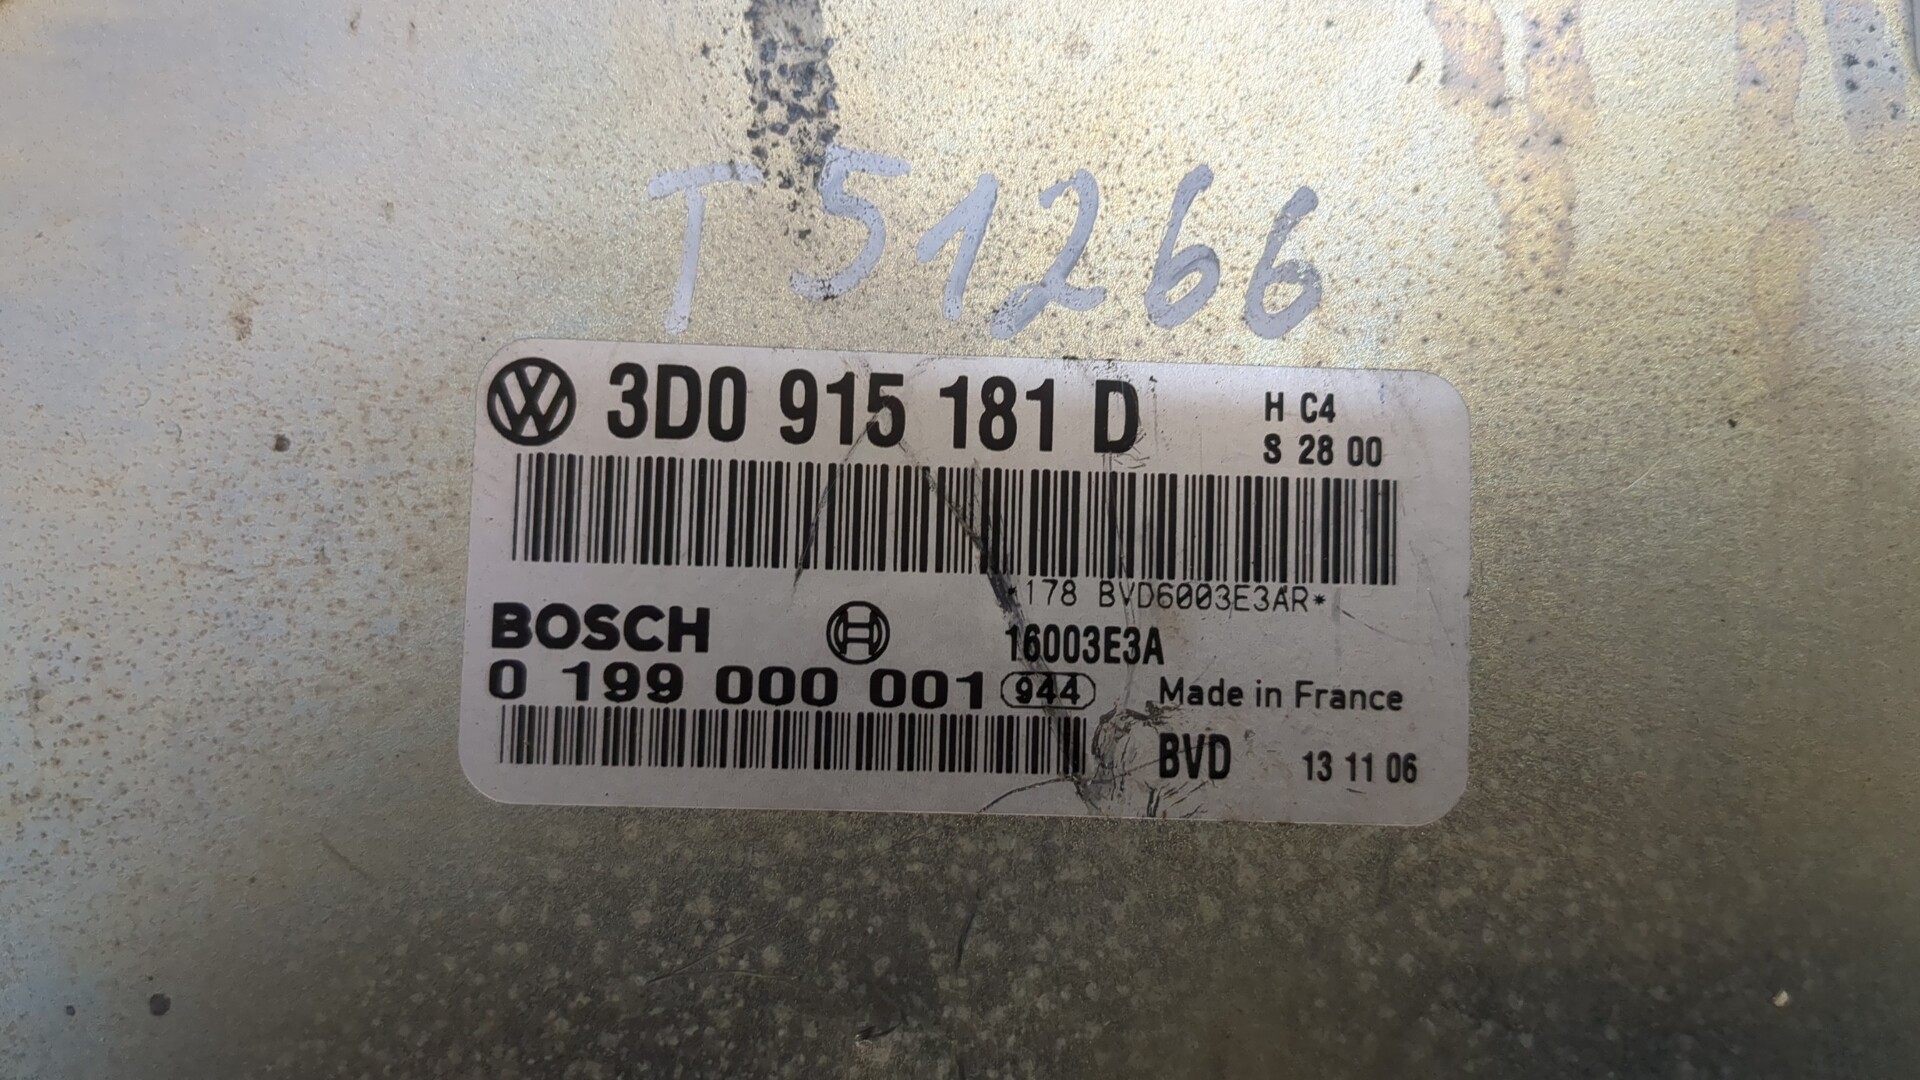 T 51266
3D0 915 181 D
H C4
S 28 00
*178 BVD6003E3AR*
BOSCH
16003E3A
0 199 000 001 944
Made in France
BVD 13 11 06